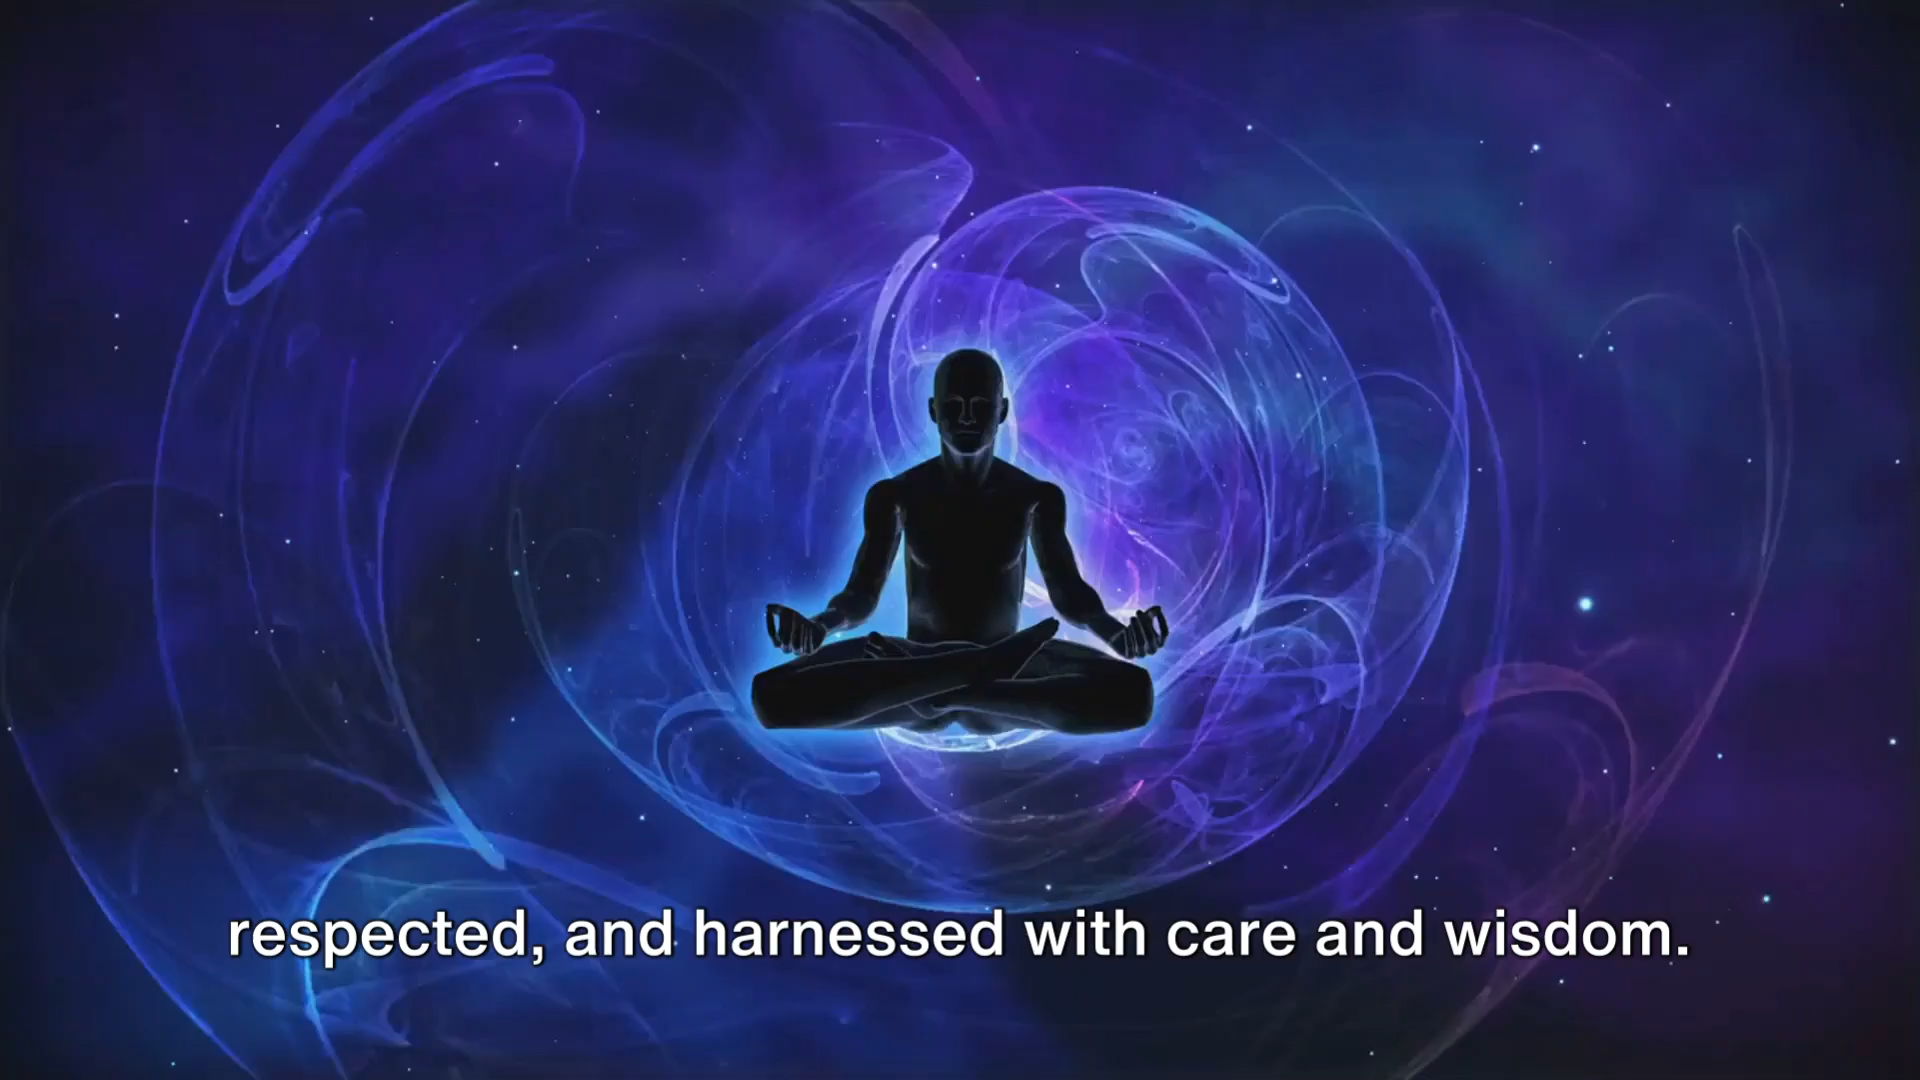 respected, and harnessed with care and wisdom.